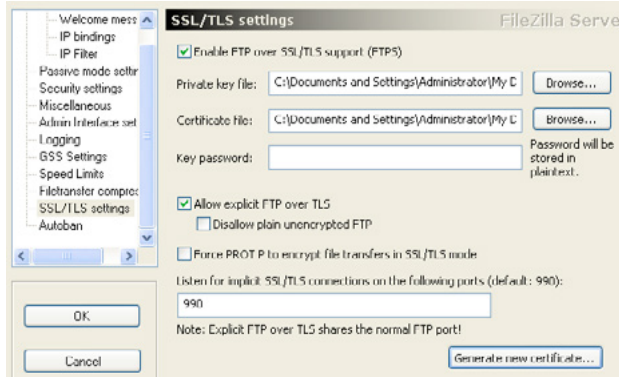 Welcome mess
IP bindings
IP Filter
Passive mode settir
Security settings
Miscellaneous
Admin Interface set
Logging
GSS Settings
Speed Limits
Filetransfer compres
SSL/TLS settings
Autoban
OK
Cancel
SSL/TLS settings
FileZilla Serve
Enable FTP over SSL/TLS support (FTPS)
Private key file: C:\Documents and Settings\Administrator\My D Browse...
Certificate file: C:\Documents and Settings\Administrator\My D Browse...
Key password:
Password will be
stored in
plaintext.
Allow explicit FTP over TLS
Disallow plain unencrypted FTP
Force PROT P to encrypt file transfers in SSL/TLS mode
Listen for implicit SSL/TLS connections on the following ports (default: 990):
990
Note: Explicit FTP over TLS shares the normal FTP port!
Generate new certificate...